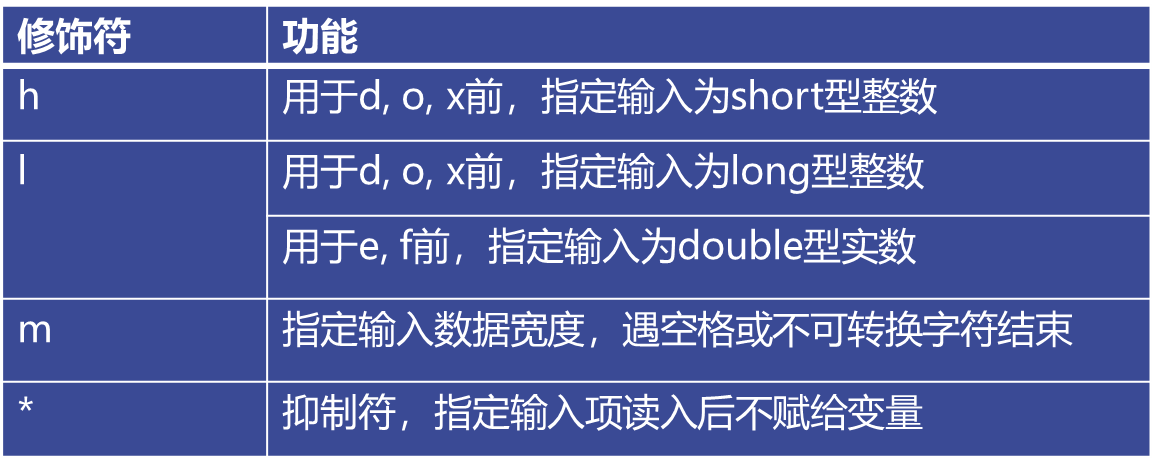 修饰符 功能
h 用于d, o, x前，指定输入为short型整数
l 用于d, o, x前，指定输入为long型整数
用于e, f前，指定输入为double型实数
m 指定输入数据宽度，遇空格或不可转换字符结束
* 抑制符，指定输入项读入后不赋给变量